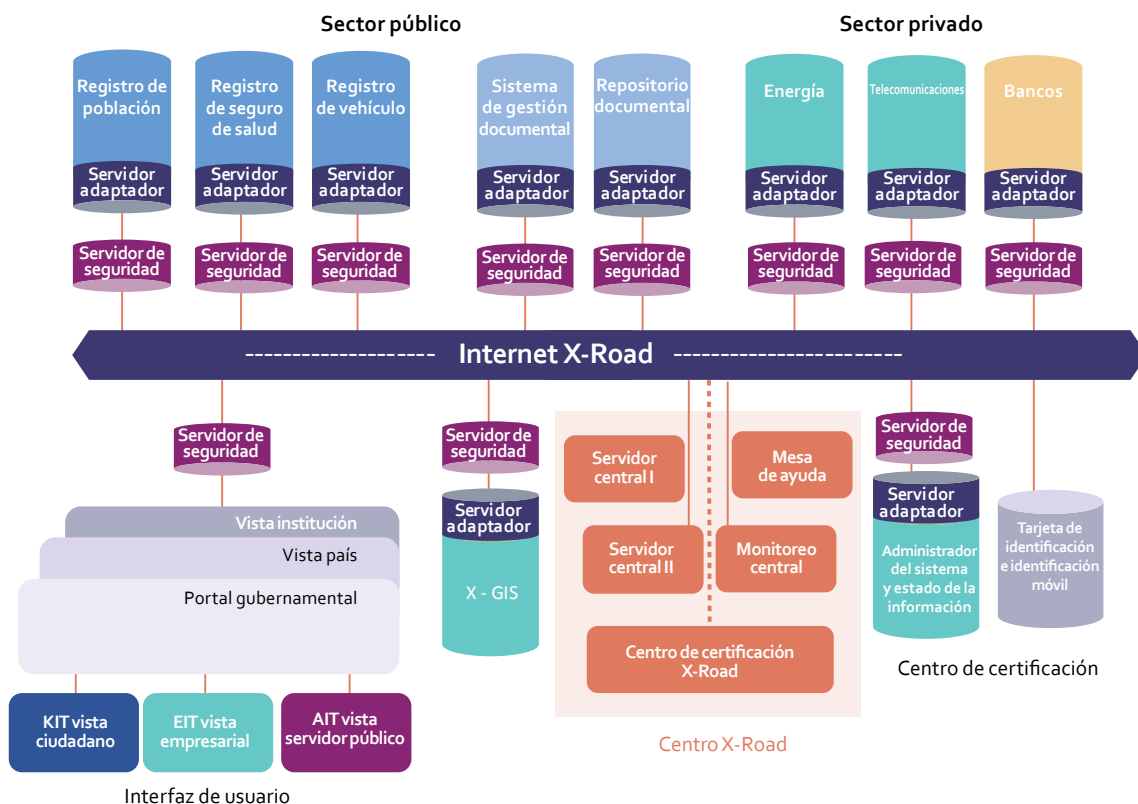 Sector público
Sector privado
Registro de
población
Registro
de seguro
de salud
Registro
de vehículo
Sistema
de gestión
documental
Repositorio
documental
Energía
Telecomunicaciones
Bancos
Servidor
adaptador
Servidor
adaptador
Servidor
adaptador
Servidor
adaptador
Servidor
adaptador
Servidor
adaptador
Servidor
adaptador
Servidor
adaptador
Servidor de
seguridad
Servidor de
seguridad
Servidor de
seguridad
Servidor de
seguridad
Servidor de
seguridad
Servidor de
seguridad
Servidor de
seguridad
Servidor de
seguridad
Internet X-Road
Servidor de
seguridad
Vista institución
Vista país
Portal gubernamental
KIT vista
ciudadano
EIT vista
empresarial
AIT vista
servidor público
Interfaz de usuario
Servidor de
seguridad
Servidor
adaptador
X - GIS
Servidor
central I
Mesa
de ayuda
Servidor
central II
Monitoreo
central
Centro de certificación
X-Road
Centro X-Road
Servidor de
seguridad
Servidor
adaptador
Administrador
del sistema
y estado de la
información
Tarjeta de
identificación
e identificación
móvil
Centro de certificación